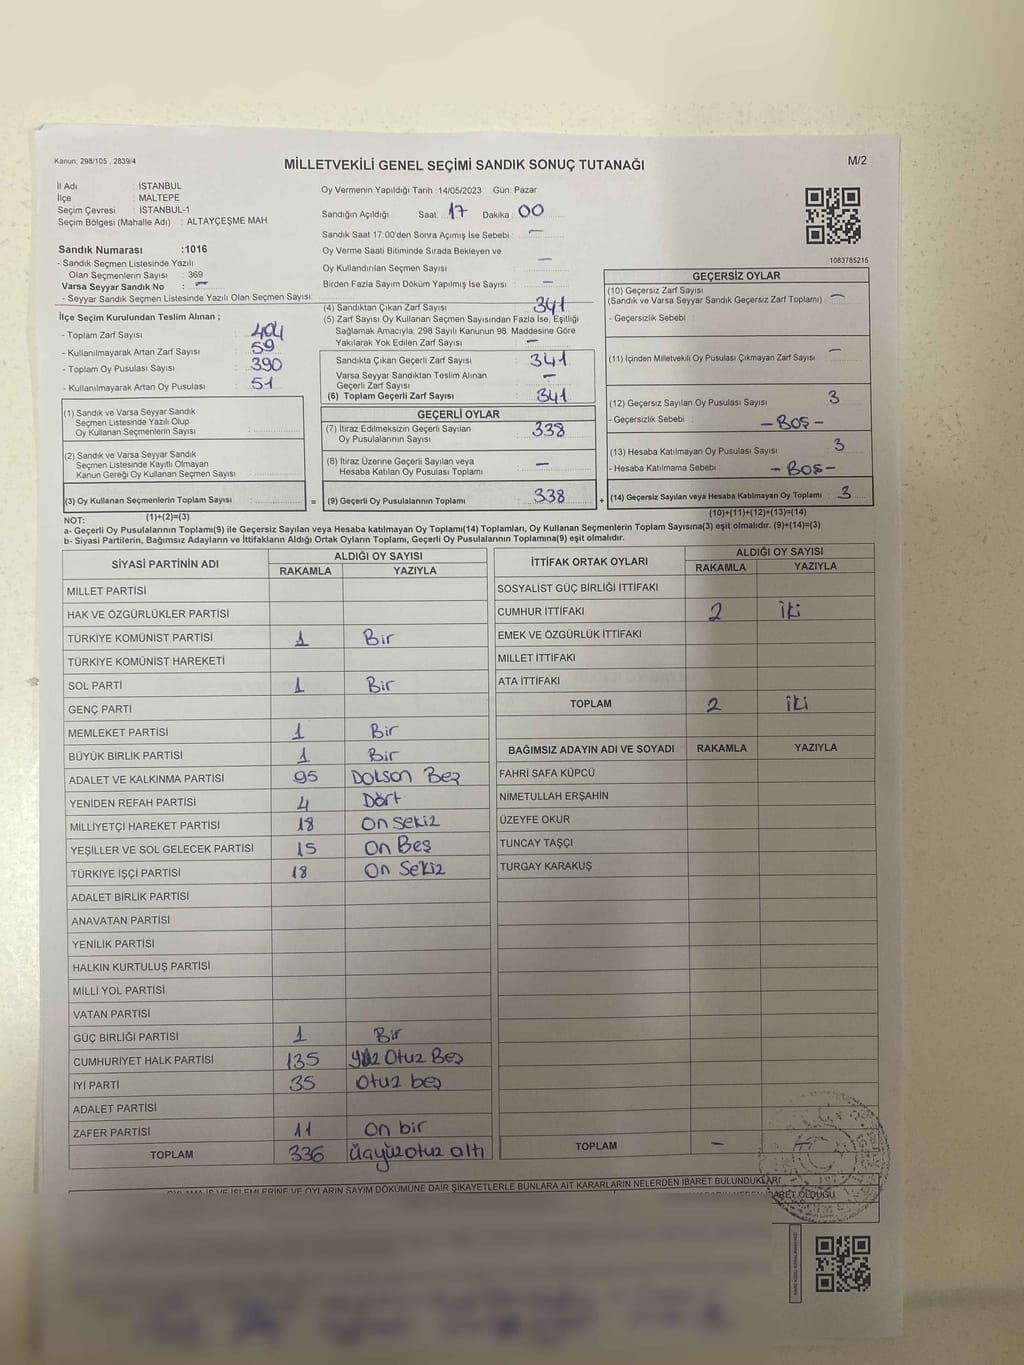 Kanun; 298/105 , 2839/4
MİLLETVEKİLİ GENEL SEÇİMİ SANDIK SONUÇ TUTANAĞI
M/2
İl Adı : İSTANBUL
İlçe : MALTEPE
Seçim Çevresi : İSTANBUL-1
Seçim Bölgesi (Mahalle Adı) : ALTAYÇEŞME MAH.
Sandık Numarası :1016
- Sandık Seçmen Listesinde Yazılı
Olan Seçmenlerin Sayısı : 369
Varsa Seyyar Sandık No : –
- Seyyar Sandık Seçmen Listesinde Yazılı Olan Seçmen Sayısı:
İlçe Seçim Kurulundan Teslim Alınan ;
- Toplam Zarf Sayısı : 404
- Kullanılmayarak Artan Zarf Sayısı : 59
- Toplam Oy Pusulası Sayısı : 390
- Kullanılmayarak Artan Oy Pusulası : 51
Oy Vermenin Yapıldığı Tarih :14/05/2023 Gün: Pazar
Sandığın Açıldığı Saat: 17 Dakika: 00
Sandık Saat 17:00'den Sonra Açımış İse Sebebi : –
Oy Verme Saati Bitiminde Sırada Bekleyen ve
Oy Kullandırılan Seçmen Sayısı : –
Birden Fazla Sayım Döküm Yapılmış İse Sayısı : –
(4) Sandıktan Çıkan Zarf Sayısı : 341
(5) Zarf Sayısı Oy Kullanan Seçmen Sayısından Fazla İse, Eşitliği
Sağlamak Amacıyla; 298 Sayılı Kanunun 98. Maddesine Göre
Yakılarak Yok Edilen Zarf Sayısı : –
Sandıkta Çıkan Geçerli Zarf Sayısı : 341
Varsa Seyyar Sandıktan Teslim Alınan
Geçerli Zarf Sayısı : –
(6) Toplam Geçerli Zarf Sayısı : 341
1083785215
GEÇERSİZ OYLAR
(10) Geçersiz Zarf Sayısı
(Sandık ve Varsa Seyyar Sandık Geçersiz Zarf Toplamı) : –
- Geçersizlik Sebebi :
(11) İçinden Milletvekili Oy Pusulası Çıkmayan Zarf Sayısı : –
(12) Geçersiz Sayılan Oy Pusulası Sayısı : 3
- Geçersizlik Sebebi : - BOŞ -
(13) Hesaba Katılmayan Oy Pusulası Sayısı : 3
- Hesaba Katılmama Sebebi : - BOŞ -
(1) Sandık ve Varsa Seyyar Sandık
Seçmen Listesinde Yazılı Olup
Oy Kullanan Seçmenlerin Sayısı :
(2) Sandık ve Varsa Seyyar Sandık
Seçmen Listesinde Kayıtlı Olmayan
Kanun Gereği Oy Kullanan Seçmen Sayısı :
GEÇERLİ OYLAR
(7) İtiraz Edilmeksizin Geçerli Sayılan
Oy Pusulalarının Sayısı : 338
(8) İtiraz Üzerine Geçerli Sayılan veya
Hesaba Katılan Oy Pusulası Toplamı : –
(3) Oy Kullanan Seçmenlerin Toplam Sayısı : = (9) Geçerli Oy Pusulalarının Toplamı : 338 + (14) Geçersiz Sayılan veya Hesaba Katılmayan Oy Toplamı : 3
NOT: (1)+(2)=(3) (10)+(11)+(12)+(13)=(14)
a- Geçerli Oy Pusulalarının Toplamı(9) ile Geçersiz Sayılan veya Hesaba katılmayan Oy Toplamı(14) Toplamları, Oy Kullanan Seçmenlerin Toplam Sayısına(3) eşit olmalıdır. (9)+(14)=(3)
b- Siyasi Partilerin, Bağımsız Adayların ve İttifakların Aldığı Ortak Oyların Toplamı, Geçerli Oy Pusulalarının Toplamına(9) eşit olmalıdır.
SİYASİ PARTİNİN ADI ALDIĞI OY SAYISI
RAKAMLA YAZIYLA
MİLLET PARTİSİ
HAK VE ÖZGÜRLÜKLER PARTİSİ
TÜRKİYE KOMÜNİST PARTİSİ 1 Bir
TÜRKİYE KOMÜNİST HAREKETİ
SOL PARTİ 1 Bir
GENÇ PARTİ
MEMLEKET PARTİSİ 1 Bir
BÜYÜK BİRLİK PARTİSİ 1 Bir
ADALET VE KALKINMA PARTİSİ 95 Dokson Beş
YENİDEN REFAH PARTİSİ 4 Dört
MİLLİYETÇİ HAREKET PARTİSİ 18 On sekiz
YEŞİLLER VE SOL GELECEK PARTİSİ 15 On Beş
TÜRKİYE İŞÇİ PARTİSİ 18 On Sekiz
ADALET BİRLİK PARTİSİ
ANAVATAN PARTİSİ
YENİLİK PARTİSİ
HALKIN KURTULUŞ PARTİSİ
MİLLİ YOL PARTİSİ
VATAN PARTİSİ
GÜÇ BİRLİĞİ PARTİSİ 1 Bir
CUMHURİYET HALK PARTİSİ 135 Yüz Otuz Beş
İYİ PARTİ 35 Otuz beş
ADALET PARTİSİ
ZAFER PARTİSİ 11 On bir
TOPLAM 336 Üçyüzotuz altı
İTTİFAK ORTAK OYLARI ALDIĞI OY SAYISI
RAKAMLA YAZIYLA
SOSYALİST GÜÇ BİRLİĞİ İTTİFAKI
CUMHUR İTTİFAKI 2 İki
EMEK VE ÖZGÜRLÜK İTTİFAKI
MİLLET İTTİFAKI
ATA İTTİFAKI
TOPLAM 2 İki
BAĞIMSIZ ADAYIN ADI VE SOYADI RAKAMLA YAZIYLA
FAHRİ SAFA KÜPCÜ
NİMETULLAH ERŞAHİN
ÜZEYFE OKUR
TUNCAY TAŞÇI
TURGAY KARAKUŞ
TOPLAM –
OYLAMA İŞ VE İŞLEMLERİNE VE OYLARIN SAYIM DÖKÜMÜNE DAİR ŞİKAYETLERLE BUNLARA AİT KARARLARIN NELERDEN İBARET BULUNDUKLARI